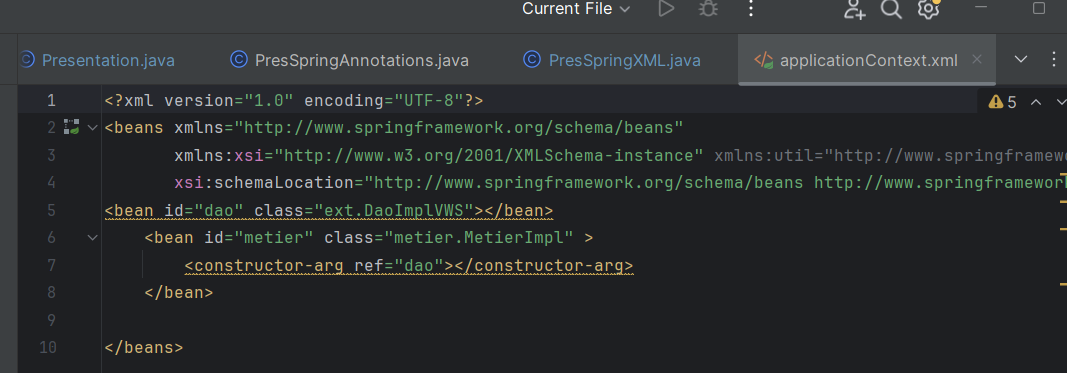 Current File
Presentation.java PresSpringAnnotations.java PresSpringXML.java applicationContext.xml
1 <?xml version="1.0" encoding="UTF-8"?> 5
2 <beans xmlns="http://www.springframework.org/schema/beans"
3 xmlns:xsi="http://www.w3.org/2001/XMLSchema-instance" xmlns:util="http://www.springframew
4 xsi:schemaLocation="http://www.springframework.org/schema/beans http://www.springframework
5 <bean id="dao" class="ext.DaoImplVWS"></bean>
6 <bean id="metier" class="metier.MetierImpl" >
7 <constructor-arg ref="dao"></constructor-arg>
8 </bean>
9
10 </beans>